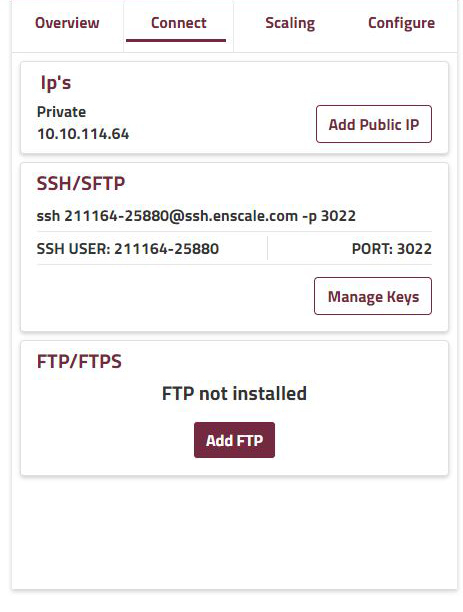 Overview Connect Scaling Configure
Ip's
Private
10.10.114.64
Add Public IP
SSH/SFTP
ssh 211164-25880@ssh.enscale.com -p 3022
SSH USER: 211164-25880 PORT: 3022
Manage Keys
FTP/FTPS
FTP not installed
Add FTP